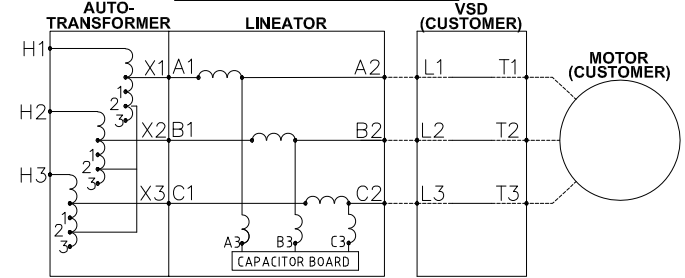 AUTO-
TRANSFORMER
LINEATOR
VSD
(CUSTOMER)
MOTOR
(CUSTOMER)
H1
X1 A1
A2
L1
T1
1
2
3
H2
X2 B1
B2
L2
T2
1
2
3
H3
X3 C1
C2
L3
T3
1
2
3
A3
B3
C3
CAPACITOR BOARD